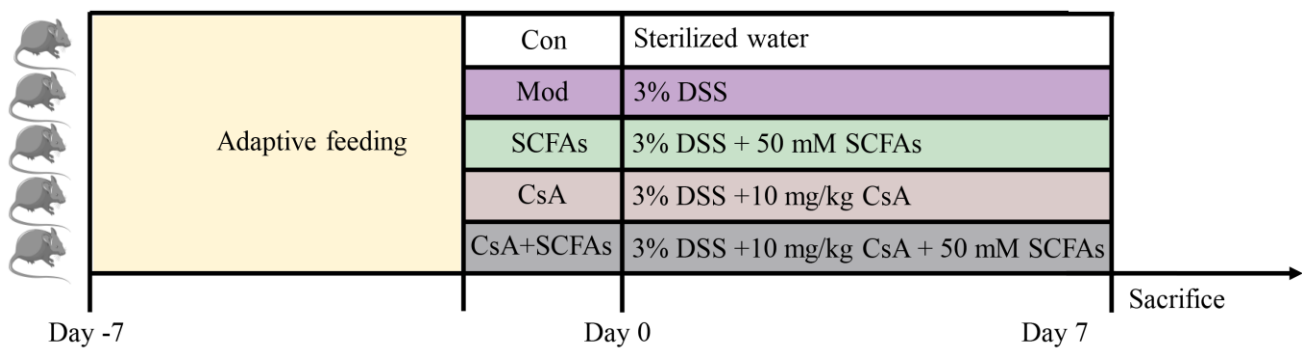 Con
Sterilized water
Mod
3% DSS
Adaptive feeding
SCFAs
3% DSS + 50 mM SCFAs
CsA
3% DSS +10 mg/kg CsA
CsA+SCFAs
3% DSS +10 mg/kg CsA + 50 mM SCFAs
Sacrifice
Day -7
Day 0
Day 7